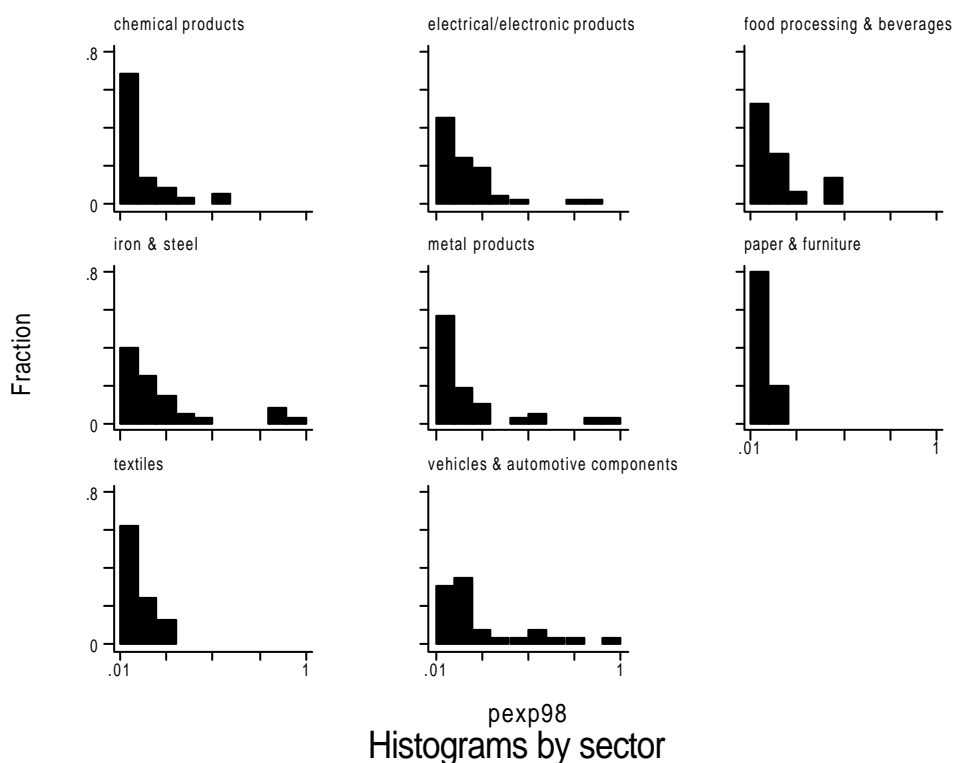 chemical products
electrical/electronic products
food processing & beverages
.8
0
iron & steel
metal products
paper & furniture
.8
0
.01
1
textiles
vehicles & automotive components
.8
0
.01
1
.01
1
Fraction
pexp98
Histograms by sector